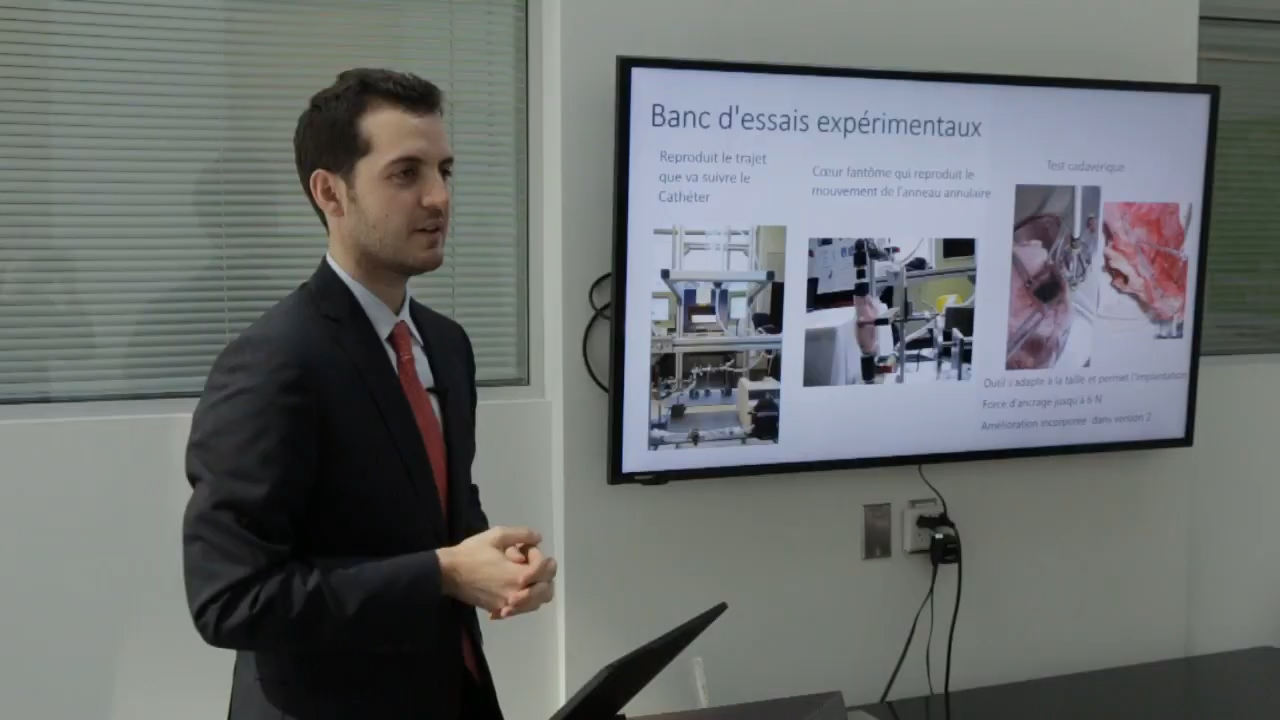 Banc d'essais expérimentaux
Reproduit le trajet
que va suivre le
Cathéter
Cœur fantôme qui reproduit le
mouvement de l'anneau annulaire
Test cadavérique
Outil s'adapte à la taille et permet l'implantation
Force d'ancrage jusqu'à 6 N
Amélioration incorporée dans version 2